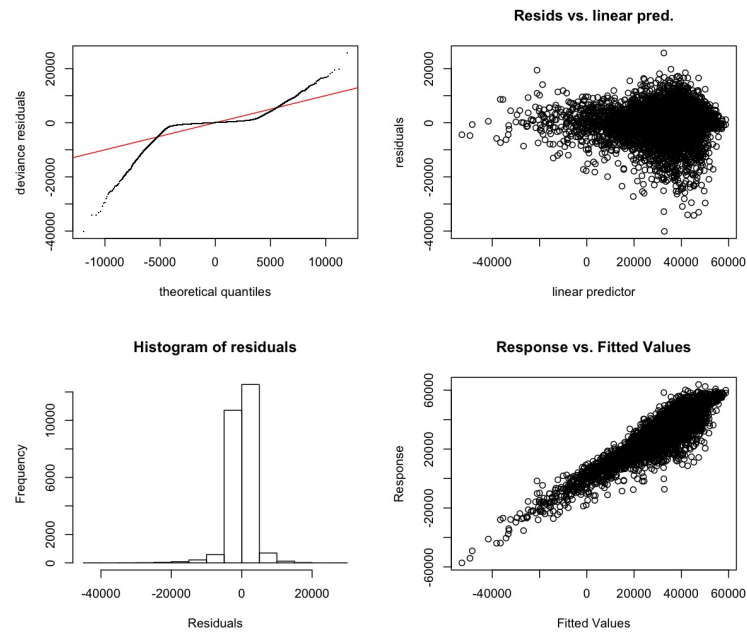 deviance residuals
20000
0
-20000
-40000
-10000 -5000 0 5000 10000
theoretical quantiles
Resids vs. linear pred.
residuals
20000
0
-20000
-40000
-40000 0 20000 40000 60000
linear predictor
Histogram of residuals
Frequency
10000
6000
2000
0
-40000 -20000 0 20000
Residuals
Response vs. Fitted Values
Response
60000
20000
-20000
-60000
-40000 0 20000 40000 60000
Fitted Values